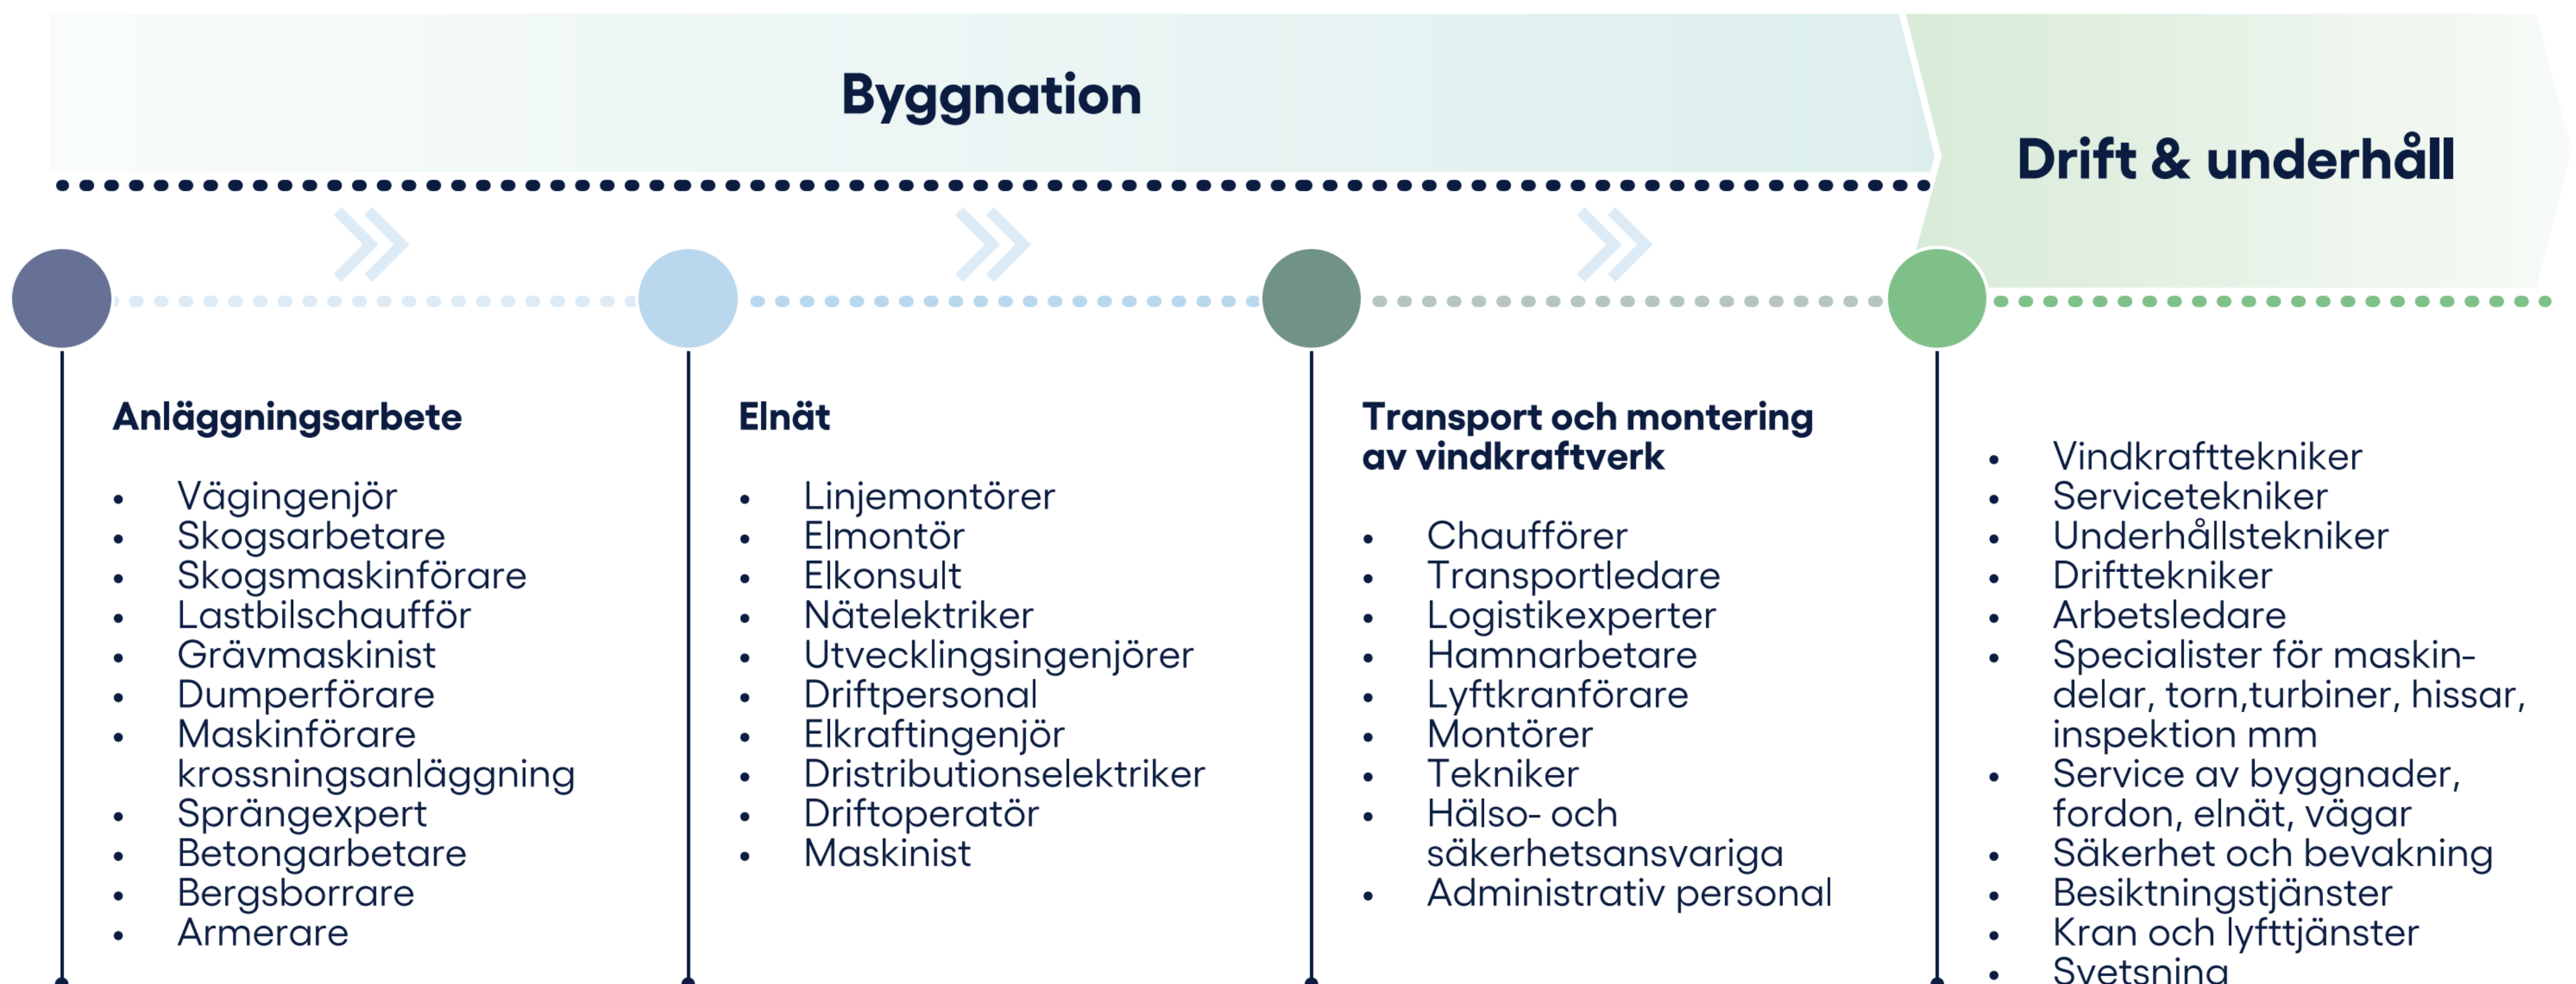 Byggnation
Drift & underhåll
Anläggningsarbete
• Vägingenjör
• Skogsarbetare
• Skogsmaskinförare
• Lastbilschaufför
• Grävmaskinist
• Dumperförare
• Maskinförare
krossningsanläggning
• Sprängexpert
• Betongarbetare
• Bergsborrare
• Armerare
Elnät
• Linjemontörer
• Elmontör
• Elkonsult
• Nätelektriker
• Utvecklingsingenjörer
• Driftpersonal
• Elkraftingenjör
• Dristributionselektriker
• Driftoperatör
• Maskinist
Transport och montering
av vindkraftverk
• Chaufförer
• Transportledare
• Logistikexperter
• Hamnarbetare
• Lyftkranförare
• Montörer
• Tekniker
• Hälso- och
säkerhetsansvariga
• Administrativ personal
• Vindkrafttekniker
• Servicetekniker
• Underhållstekniker
• Drifttekniker
• Arbetsledare
• Specialister för maskin-
delar, torn,turbiner, hissar,
inspektion mm
• Service av byggnader,
fordon, elnät, vägar
• Säkerhet och bevakning
• Besiktningstjänster
• Kran och lyfttjänster
• Svetsning